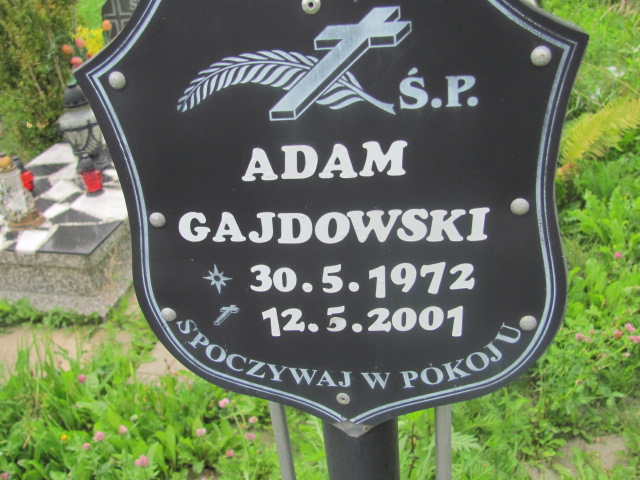 Ś.P.
ADAM
GAJDOWSKI
30.5.1972
12.5.2001
SPOCZYWAJ W POKOJU